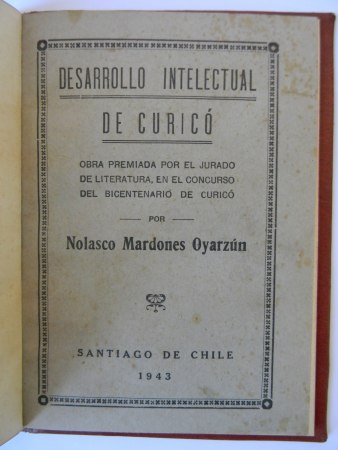 DESARROLLO INTELECTUAL
DE CURICÓ
OBRA PREMIADA POR EL JURADO
DE LITERATURA, EN EL CONCURSO
DEL BICENTENARIO DE CURICÓ
POR
Nolasco Mardones Oyarzún
SANTIAGO DE CHILE
1943